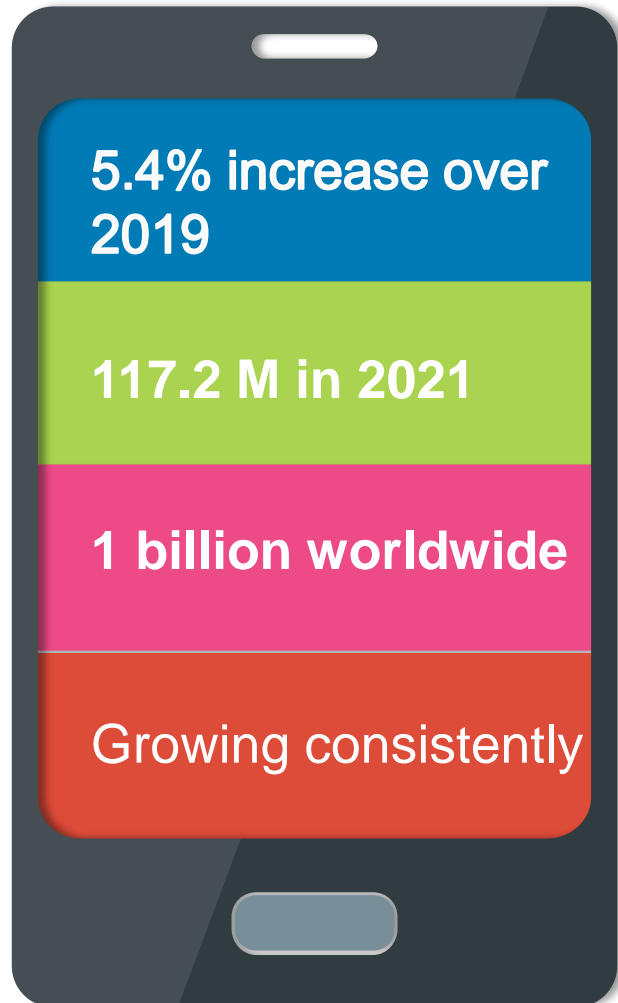 5.4% increase over
2019
117.2 M in 2021
1 billion worldwide
Growing consistently